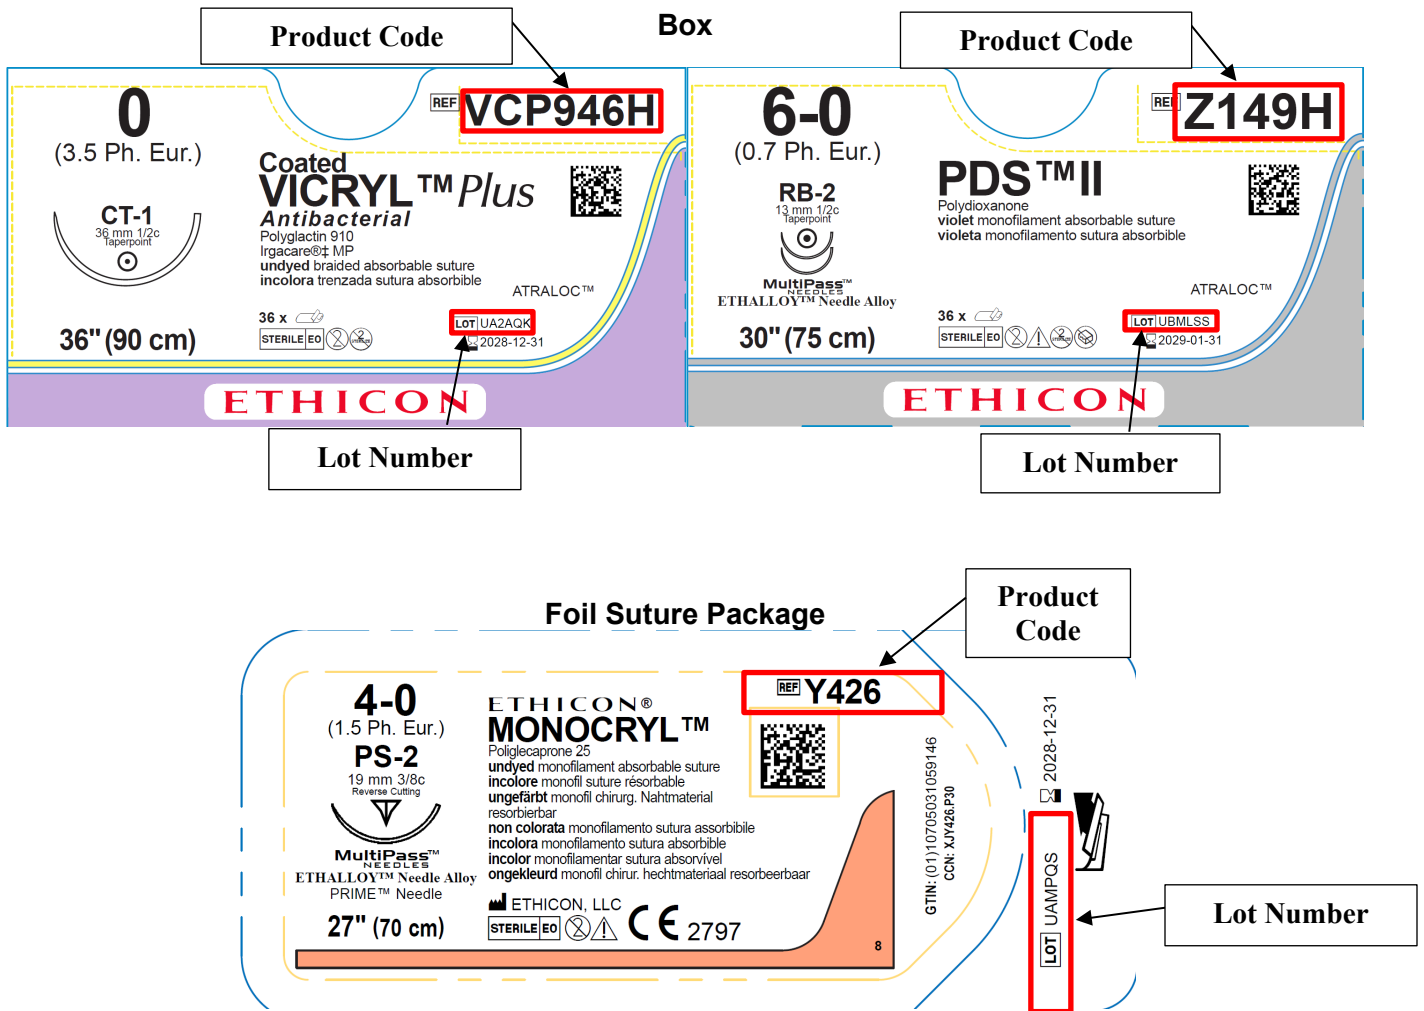 Box
Product Code
0
(3.5 Ph. Eur.)
CT-1
36 mm 1/2c
Taperpoint
36" (90 cm)
REF VCP946H
Coated
VICRYL™ Plus
Antibacterial
Polyglactin 910
Irgacare®‡ MP
undyed braided absorbable suture
incolora trenzada sutura absorbible
ATRALOC™
36 x
STERILE EO 2
LOT UA2AQK
2028-12-31
ETHICON
Lot Number
Product Code
6-0
(0.7 Ph. Eur.)
RB-2
13 mm 1/2c
Taperpoint
MultiPass™
NEEDLES
ETHALLOY™ Needle Alloy
30" (75 cm)
REF Z149H
PDS™II
Polydioxanone
violet monofilament absorbable suture
violeta monofilamento sutura absorbible
ATRALOC™
36 x
STERILE EO 2
LOT UBMLSS
2029-01-31
ETHICON
Lot Number
Foil Suture Package
Product
Code
4-0
(1.5 Ph. Eur.)
PS-2
19 mm 3/8c
Reverse Cutting
MultiPass™
NEEDLES
ETHALLOY™ Needle Alloy
PRIME™ Needle
27" (70 cm)
REF Y426
ETHICON®
MONOCRYL™
Poliglecaprone 25
undyed monofilament absorbable suture
incolore monofil suture résorbable
ungefärbt monofil chirurg. Nahtmaterial
resorbierbar
non colorata monofilamento sutura assorbibile
incolora monofilamento sutura absorbible
incolor monofilamentar sutura absorvível
ongekleurd monofil chirur. hechtmateriaal resorbeerbaar
ETHICON, LLC
STERILE EO 2 CE 2797
8
GTIN: (01)10705031059146
CCN: XJY426.P30
2028-12-31
LOT UAMPQS
Lot Number